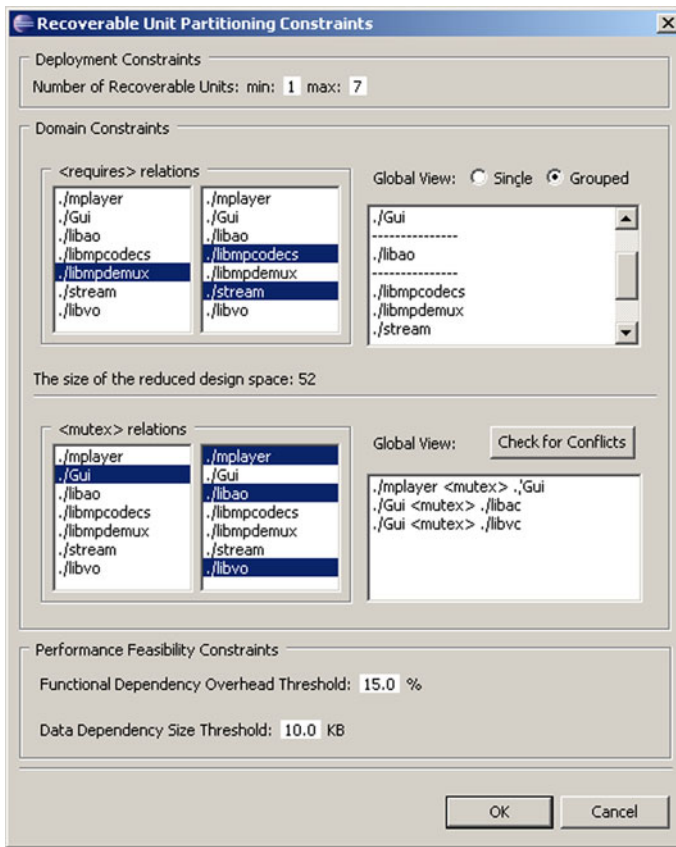 Recoverable Unit Partitioning Constraints
Deployment Constraints
Number of Recoverable Units: min: 1 max: 7
Domain Constraints
<requires> relations
./mplayer
./Gui
./libao
./libmpcodecs
./libmpdemux
./stream
./libvo
./mplayer
./Gui
./libao
./libmpcodecs
./libmpdemux
./stream
./libvo
Global View: Single Grouped
./Gui
---------------
./libao
---------------
./libmpcodecs
./libmpdemux
./stream
The size of the reduced design space: 52
<mutex> relations
./mplayer
./Gui
./libao
./libmpcodecs
./libmpdemux
./stream
./libvo
./mplayer
./Gui
./libao
./libmpcodecs
./libmpdemux
./stream
./libvo
Global View: Check for Conflicts
./mplayer <mutex> ./Gui
./Gui <mutex> ./libac
./Gui <mutex> ./libvc
Performance Feasibility Constraints
Functional Dependency Overhead Threshold: 15.0 %
Data Dependency Size Threshold: 10.0 KB
OK Cancel